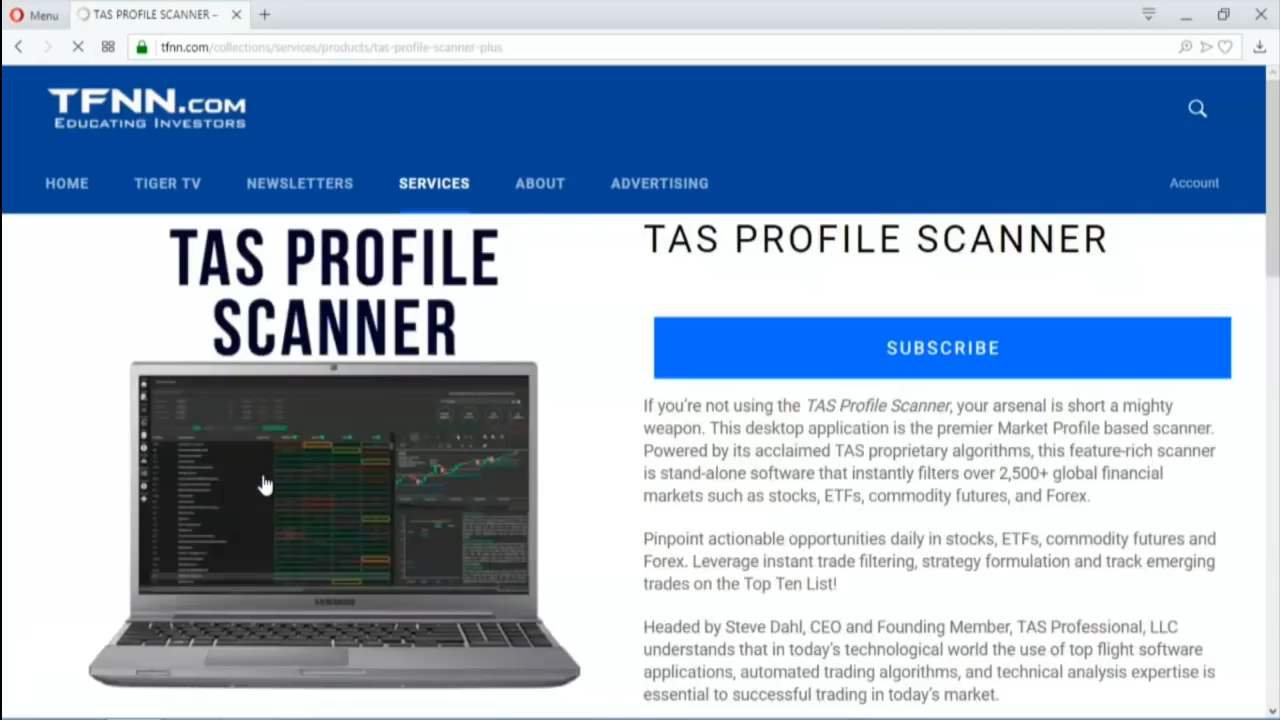 Menu
TAS PROFILE SCANNER –
tfnn.com/collections/services/products/tas-profile-scanner-plus
TFNN.COM
EDUCATING INVESTORS
HOME
TIGER TV
NEWSLETTERS
SERVICES
ABOUT
ADVERTISING
Account
TAS PROFILE
SCANNER
SAMSUNG
TAS PROFILE SCANNER
SUBSCRIBE
If you're not using the TAS Profile Scanner, your arsenal is short a mighty
weapon. This desktop application is the premier Market Profile based scanner.
Powered by its acclaimed TAS proprietary algorithms, this feature-rich scanner
is stand-alone software that instantly filters over 2,500+ global financial
markets such as stocks, ETFs, commodity futures, and Forex.
Pinpoint actionable opportunities daily in stocks, ETFs, commodity futures and
Forex. Leverage instant trade filtering, strategy formulation and track emerging
trades on the Top Ten List!
Headed by Steve Dahl, CEO and Founding Member, TAS Professional, LLC
understands that in today's technological world the use of top flight software
applications, automated trading algorithms, and technical analysis expertise is
essential to successful trading in today's market.